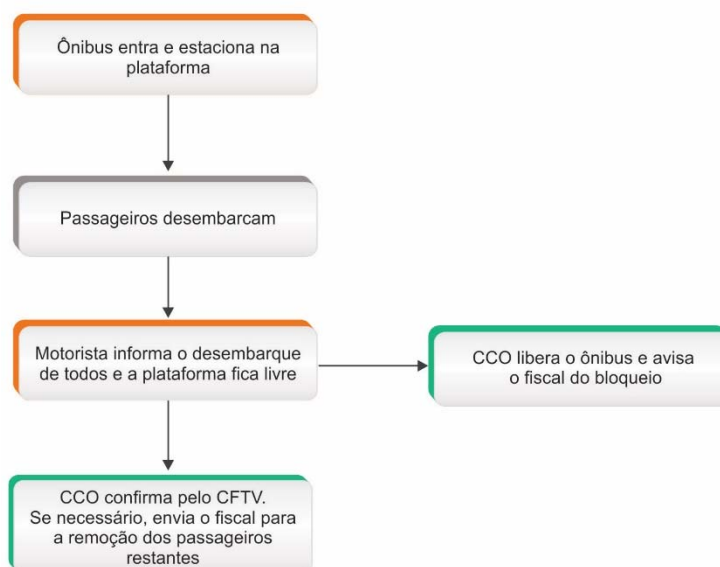 Ônibus entra e estaciona na
plataforma
Passageiros desembarcam
Motorista informa o desembarque
de todos e a plataforma fica livre
CCO libera o ônibus e avisa
o fiscal do bloqueio
CCO confirma pelo CFTV.
Se necessário, envia o fiscal para
a remoção dos passageiros
restantes